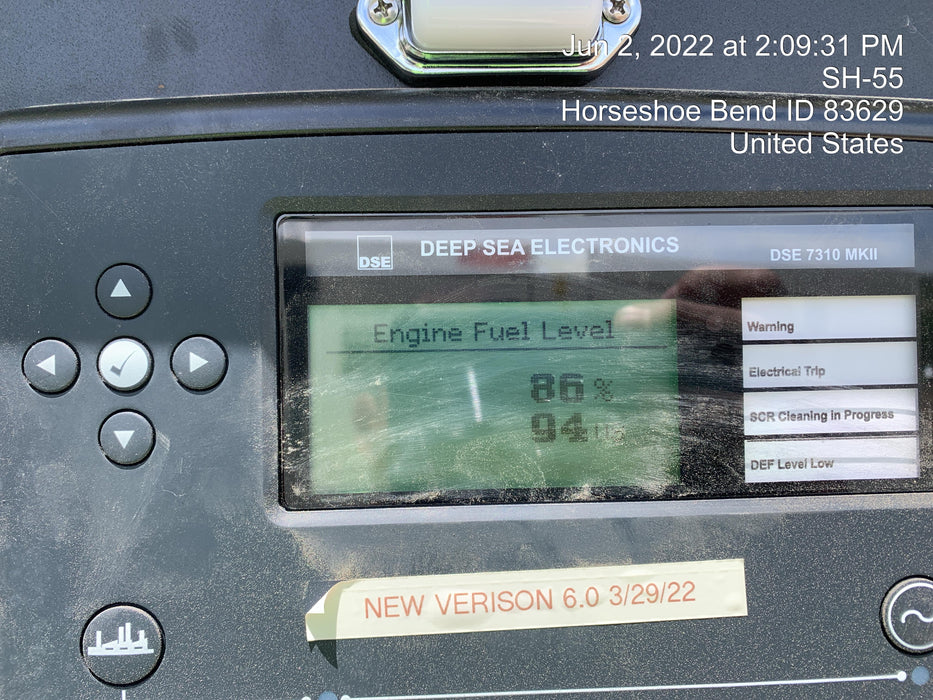 Jun 2, 2022 at 2:09:31 PM
SH-55
Horseshoe Bend ID 83629
United States
DSE
DEEP SEA ELECTRONICS
DSE 7310 MKII
Engine Fuel Level
86 %
94
Warning
Electrical Trip
SCR Cleaning in Progress
DEF Level Low
NEW VERISON 6.0 3/29/22